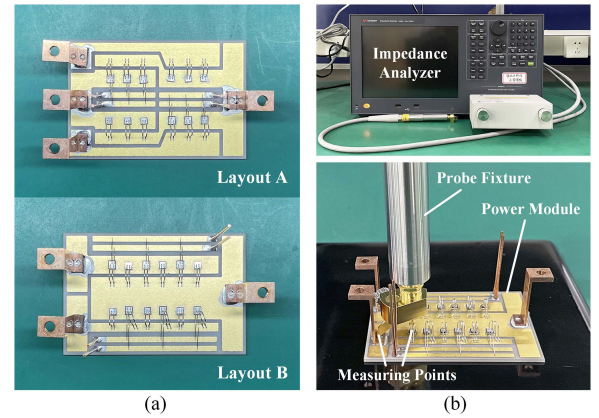 Layout A
Layout B
(a)
Impedance
Analyzer
Probe Fixture
Power Module
Measuring Points
(b)